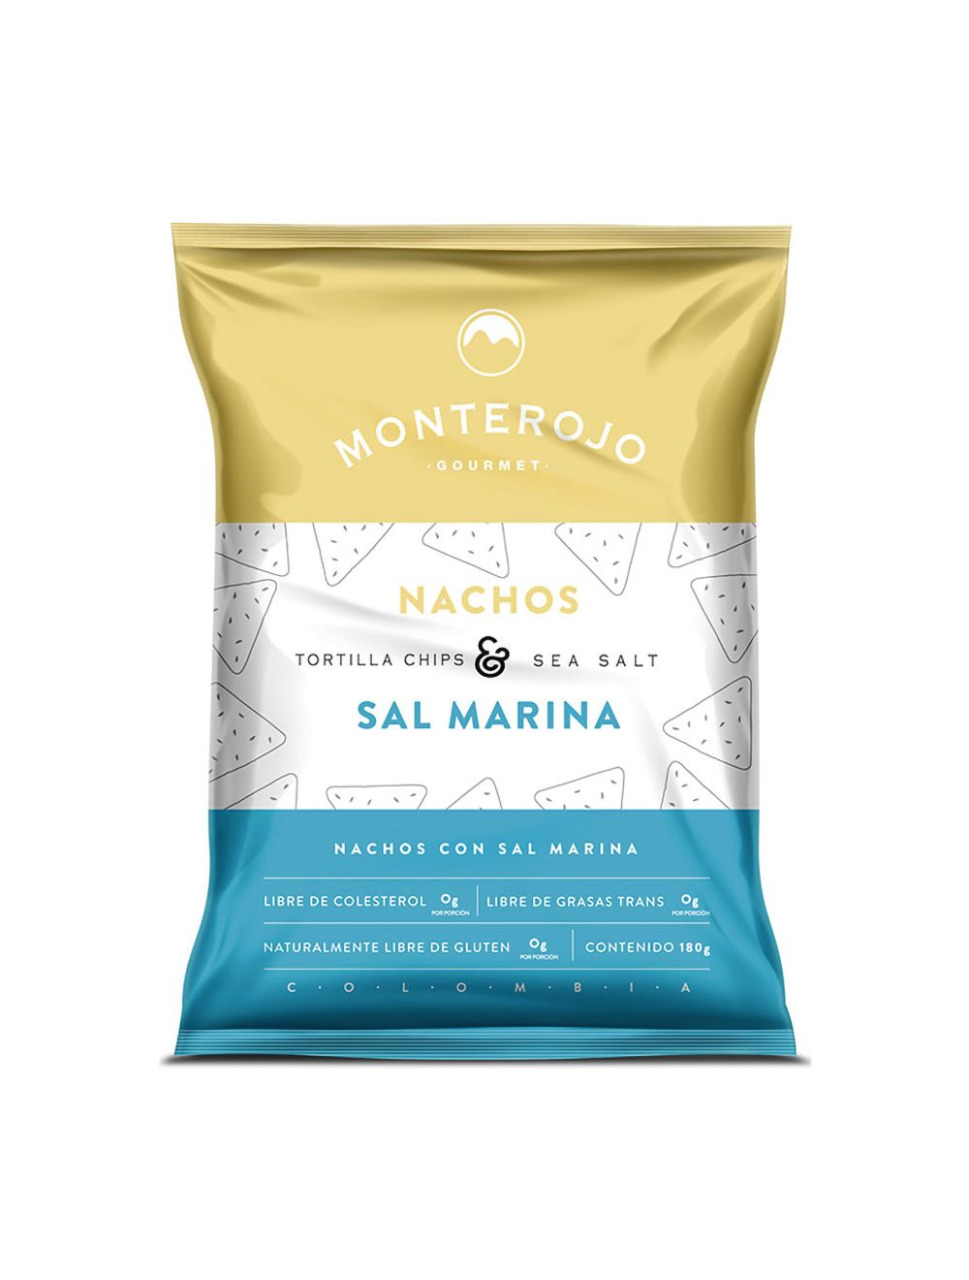 MONTEROJO
·GOURMET·
NACHOS
TORTILLA CHIPS & SEA SALT
SAL MARINA
NACHOS CON SAL MARINA
LIBRE DE COLESTEROL 0g POR PORCIÓN LIBRE DE GRASAS TRANS 0g POR PORCIÓN
NATURALMENTE LIBRE DE GLUTEN 0g POR PORCIÓN CONTENIDO 180g
C·O·L·O·M·B·I·A